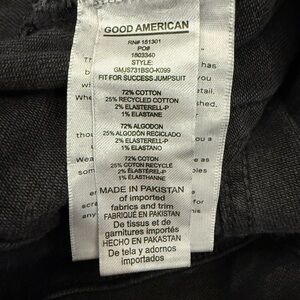 GOOD AMERICAN
RN# 151301
PO#
1803340
STYLE:
GMJS731BSO-K099
FIT FOR SUCCESS JUMPSUIT
72% COTTON
25% RECYCLED COTTON
2% ELASTERELL-P
1% ELASTANE
72% ALGODON
25% ALGODÓN RECICLADO
2% ELASTERELL-P
1% ELASTANO
72% COTON
25% COTON RECYCLÉ
2% ÉLASTÉREL-P
1% ÉLASTHANNE
MADE IN PAKISTAN
of imported
fabrics and trim
FABRIQUÉ EN PAKISTAN
De tissus et de
garnitures importés
HECHO EN PAKASTAN
De tela y adornos
importados